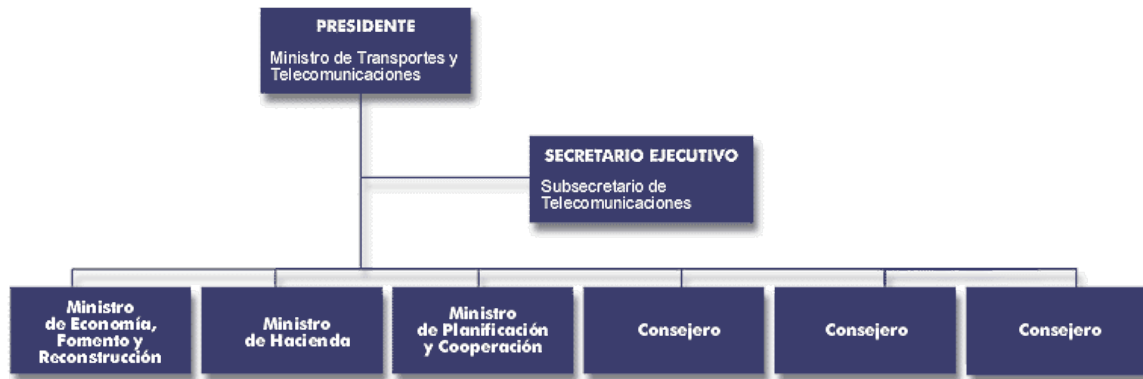 PRESIDENTE
Ministro de Transportes y
Telecomunicaciones
SECRETARIO EJECUTIVO
Subsecretario de
Telecomunicaciones
Ministro
de Economía,
Fomento y
Reconstrucción
Ministro
de Hacienda
Ministro
de Planificación
y Cooperación
Consejero
Consejero
Consejero